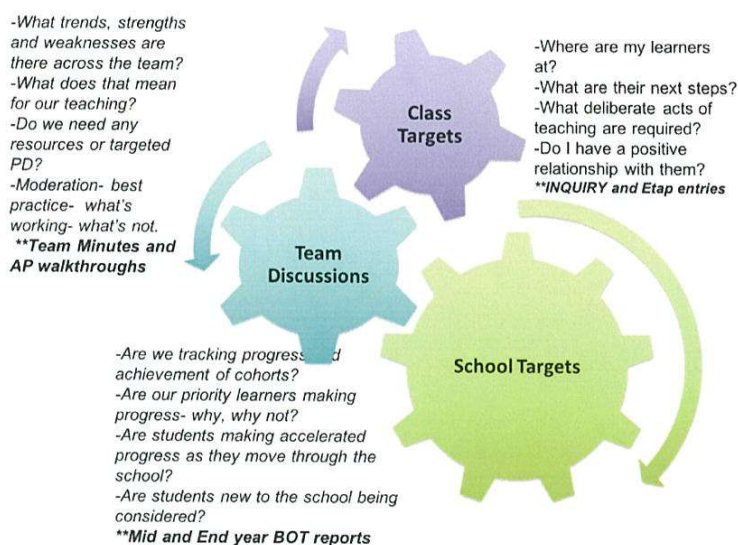 -What trends, strengths
and weaknesses are
there across the team?
-What does that mean
for our teaching?
-Do we need any
resources or targeted
PD?
-Moderation- best
practice- what's
working- what's not.
**Team Minutes and
AP walkthroughs
Class
Targets
-Where are my learners
at?
-What are their next steps?
-What deliberate acts of
teaching are required?
-Do I have a positive
relationship with them?
**INQUIRY and Etap entries
Team
Discussions
School Targets
-Are we tracking progress
achievement of cohorts?
-Are our priority learners making
progress- why, why not?
-Are students making accelerated
progress as they move through the
school?
-Are students new to the school being
considered?
**Mid and End year BOT reports